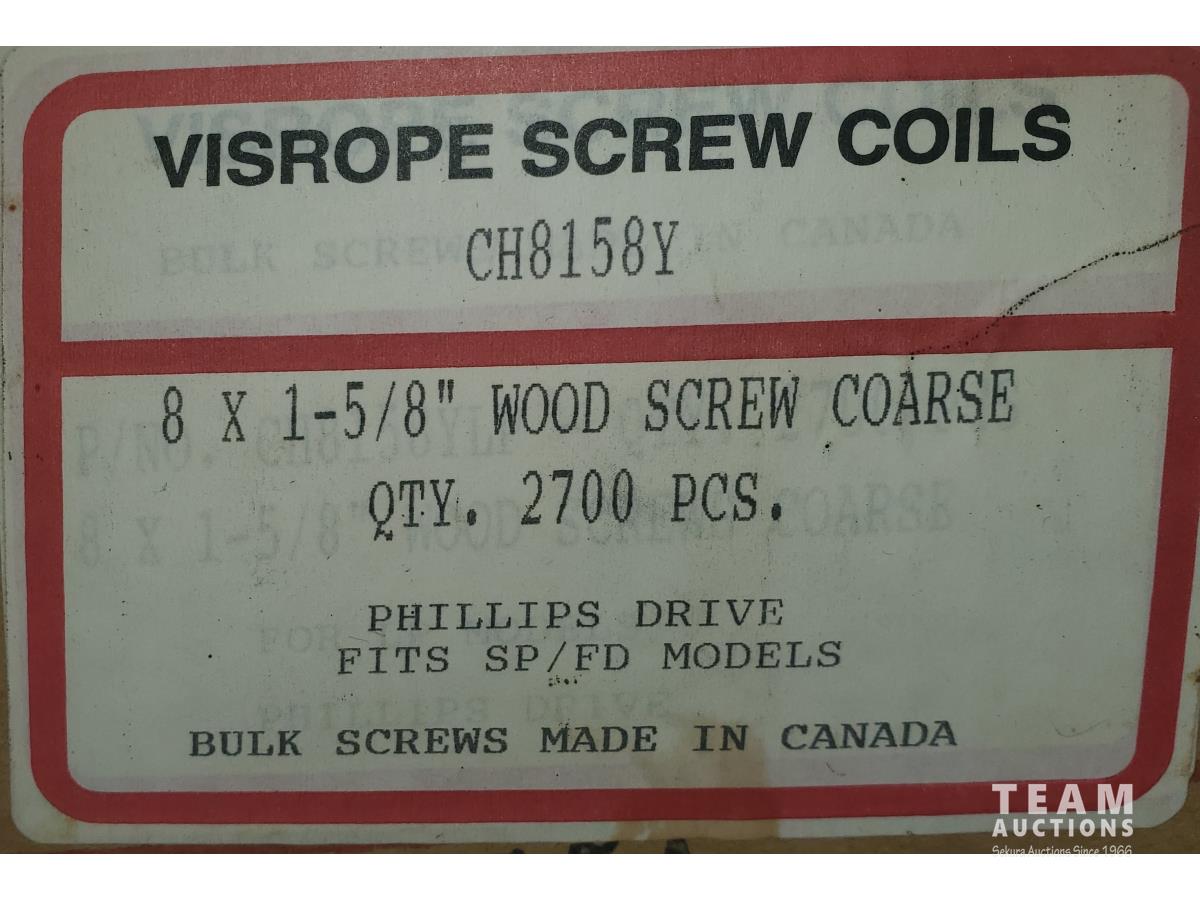 VISROPE SCREW COILS
CH8158Y
8 X 1-5/8" WOOD SCREW COARSE
QTY. 2700 PCS.
PHILLIPS DRIVE
FITS SP/FD MODELS
BULK SCREWS MADE IN CANADA
TEAM
AUCTIONS
Sekura Auctions Since 1966